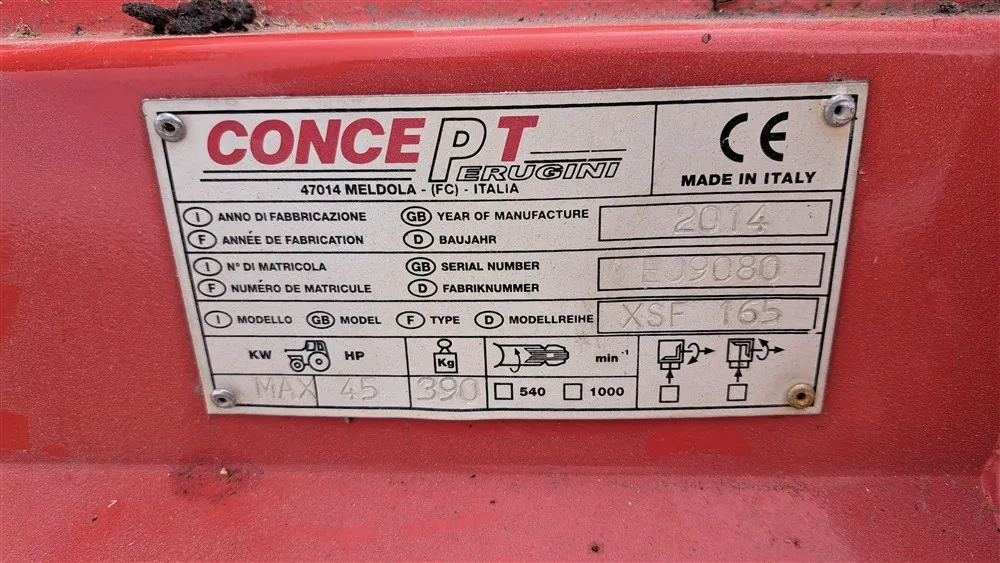 CONCEPT
PERUGINI
47014 MELDOLA - (FC) - ITALIA
CE
MADE IN ITALY
I ANNO DI FABBRICAZIONE GB YEAR OF MANUFACTURE 2014
F ANNÉE DE FABRICATION D BAUJAHR
I N° DI MATRICOLA GB SERIAL NUMBER
F NUMÉRO DE MATRICULE D FABRIKNUMMER
I MODELLO GB MODEL F TYPE D MODELLREIHE XSF 165
KW HP Kg min⁻¹
MAX 45 390 540 1000